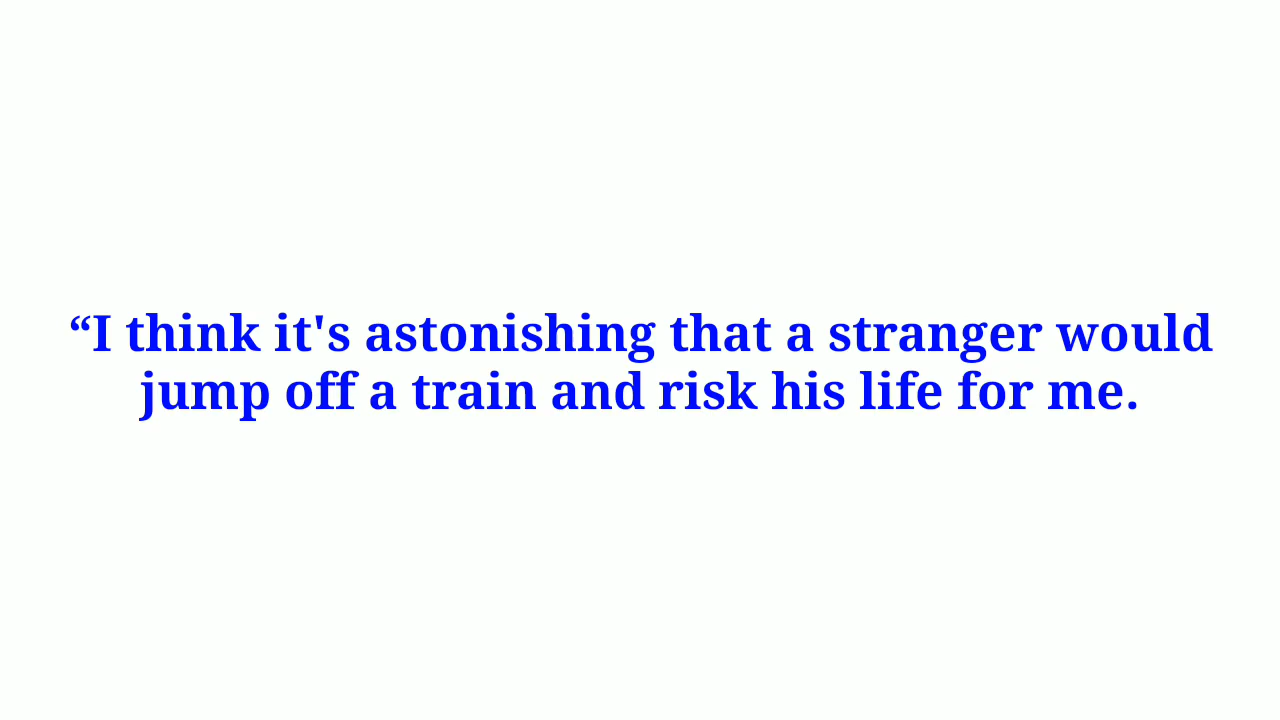 “I think it's astonishing that a stranger would
jump off a train and risk his life for me.